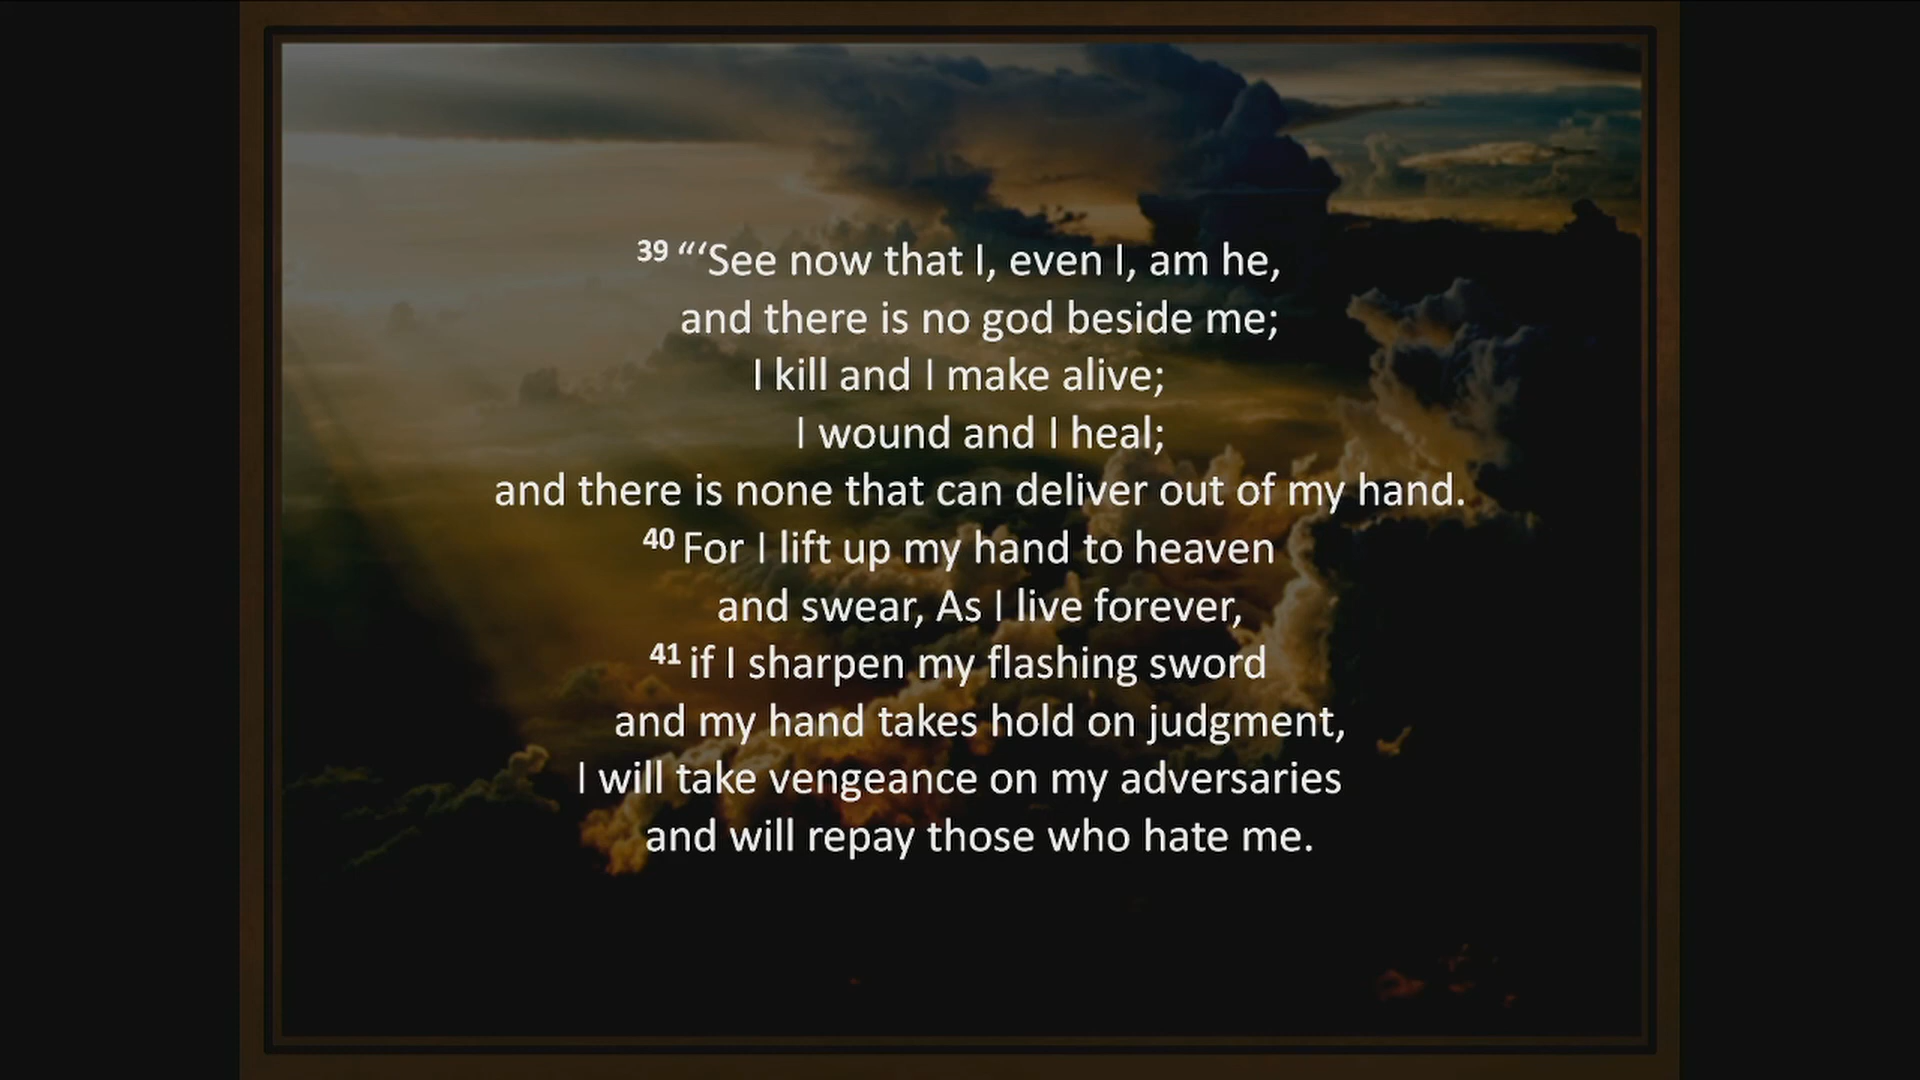 39 “‘See now that I, even I, am he,
and there is no god beside me;
I kill and I make alive;
I wound and I heal;
and there is none that can deliver out of my hand.
40 For I lift up my hand to heaven
and swear, As I live forever,
41 if I sharpen my flashing sword
and my hand takes hold on judgment,
I will take vengeance on my adversaries
and will repay those who hate me.